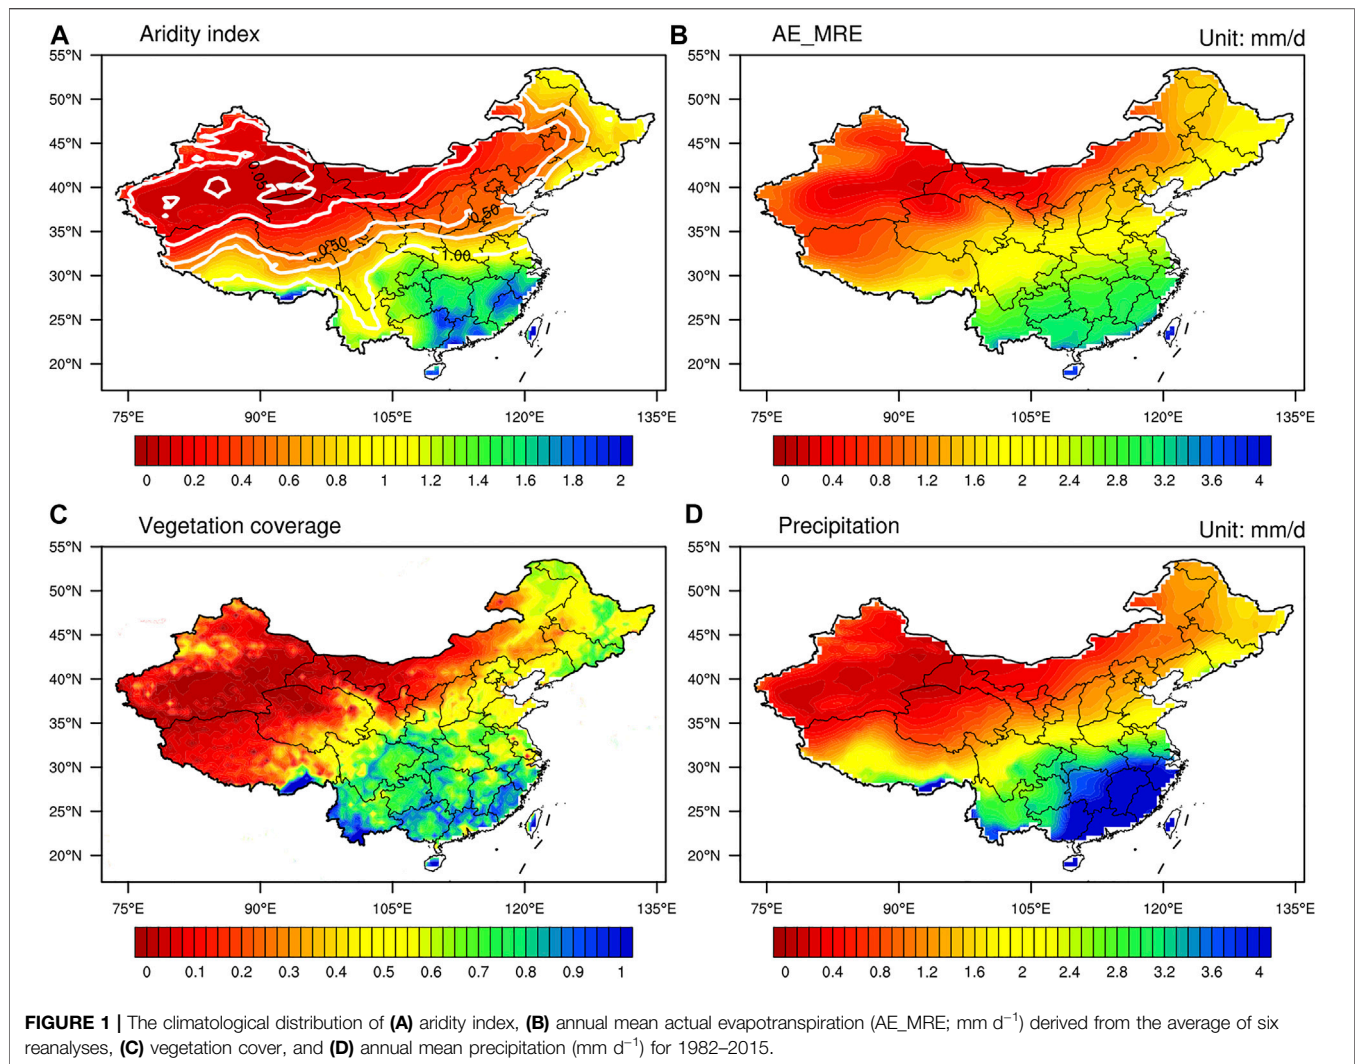 A Aridity index
B AE_MRE Unit: mm/d
55°N
50°N
45°N
40°N
35°N
30°N
25°N
20°N
0.05
0.50
0.50
1.00
75°E 90°E 105°E 120°E 135°E
0 0.2 0.4 0.6 0.8 1 1.2 1.4 1.6 1.8 2
55°N
50°N
45°N
40°N
35°N
30°N
25°N
20°N
75°E 90°E 105°E 120°E 135°E
0 0.4 0.8 1.2 1.6 2 2.4 2.8 3.2 3.6 4
C Vegetation coverage
D Precipitation Unit: mm/d
55°N
50°N
45°N
40°N
35°N
30°N
25°N
20°N
75°E 90°E 105°E 120°E 135°E
0 0.1 0.2 0.3 0.4 0.5 0.6 0.7 0.8 0.9 1
55°N
50°N
45°N
40°N
35°N
30°N
25°N
20°N
75°E 90°E 105°E 120°E 135°E
0 0.4 0.8 1.2 1.6 2 2.4 2.8 3.2 3.6 4
FIGURE 1 | The climatological distribution of (A) aridity index, (B) annual mean actual evapotranspiration (AE_MRE; mm d⁻¹) derived from the average of six
reanalyses, (C) vegetation cover, and (D) annual mean precipitation (mm d⁻¹) for 1982–2015.